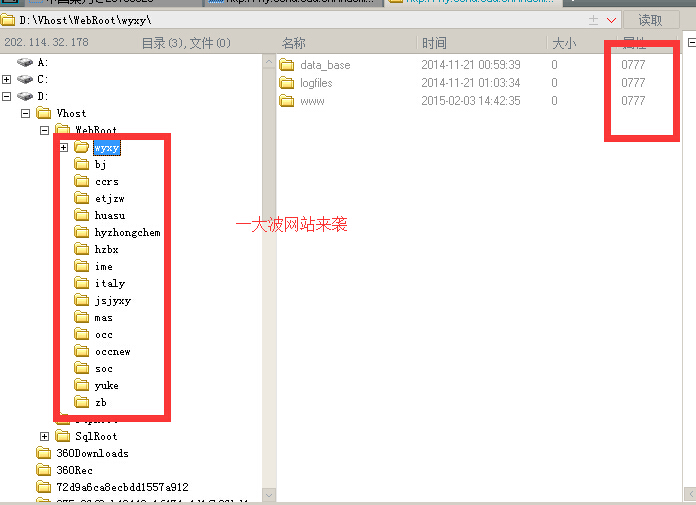 D:\Vhost\WebRoot\wyxy\
读取
202.114.32.178
目录(3),文件(0)
名称
时间
大小
属性
A:
C:
D:
Vhost
WebRoot
wyxy
bj
ccrs
etjzw
huasu
hyzhongchem
hzbx
ime
italy
jsjyxy
mas
occ
occnew
soc
yuke
zb
SqlRoot
360Downloads
360Rec
72d9a6ca8ecbdd1557a912
data_base 2014-11-21 00:59:39 0 0777
logfiles 2014-11-21 01:03:34 0 0777
www 2015-02-03 14:42:35 0 0777
一大波网站来袭